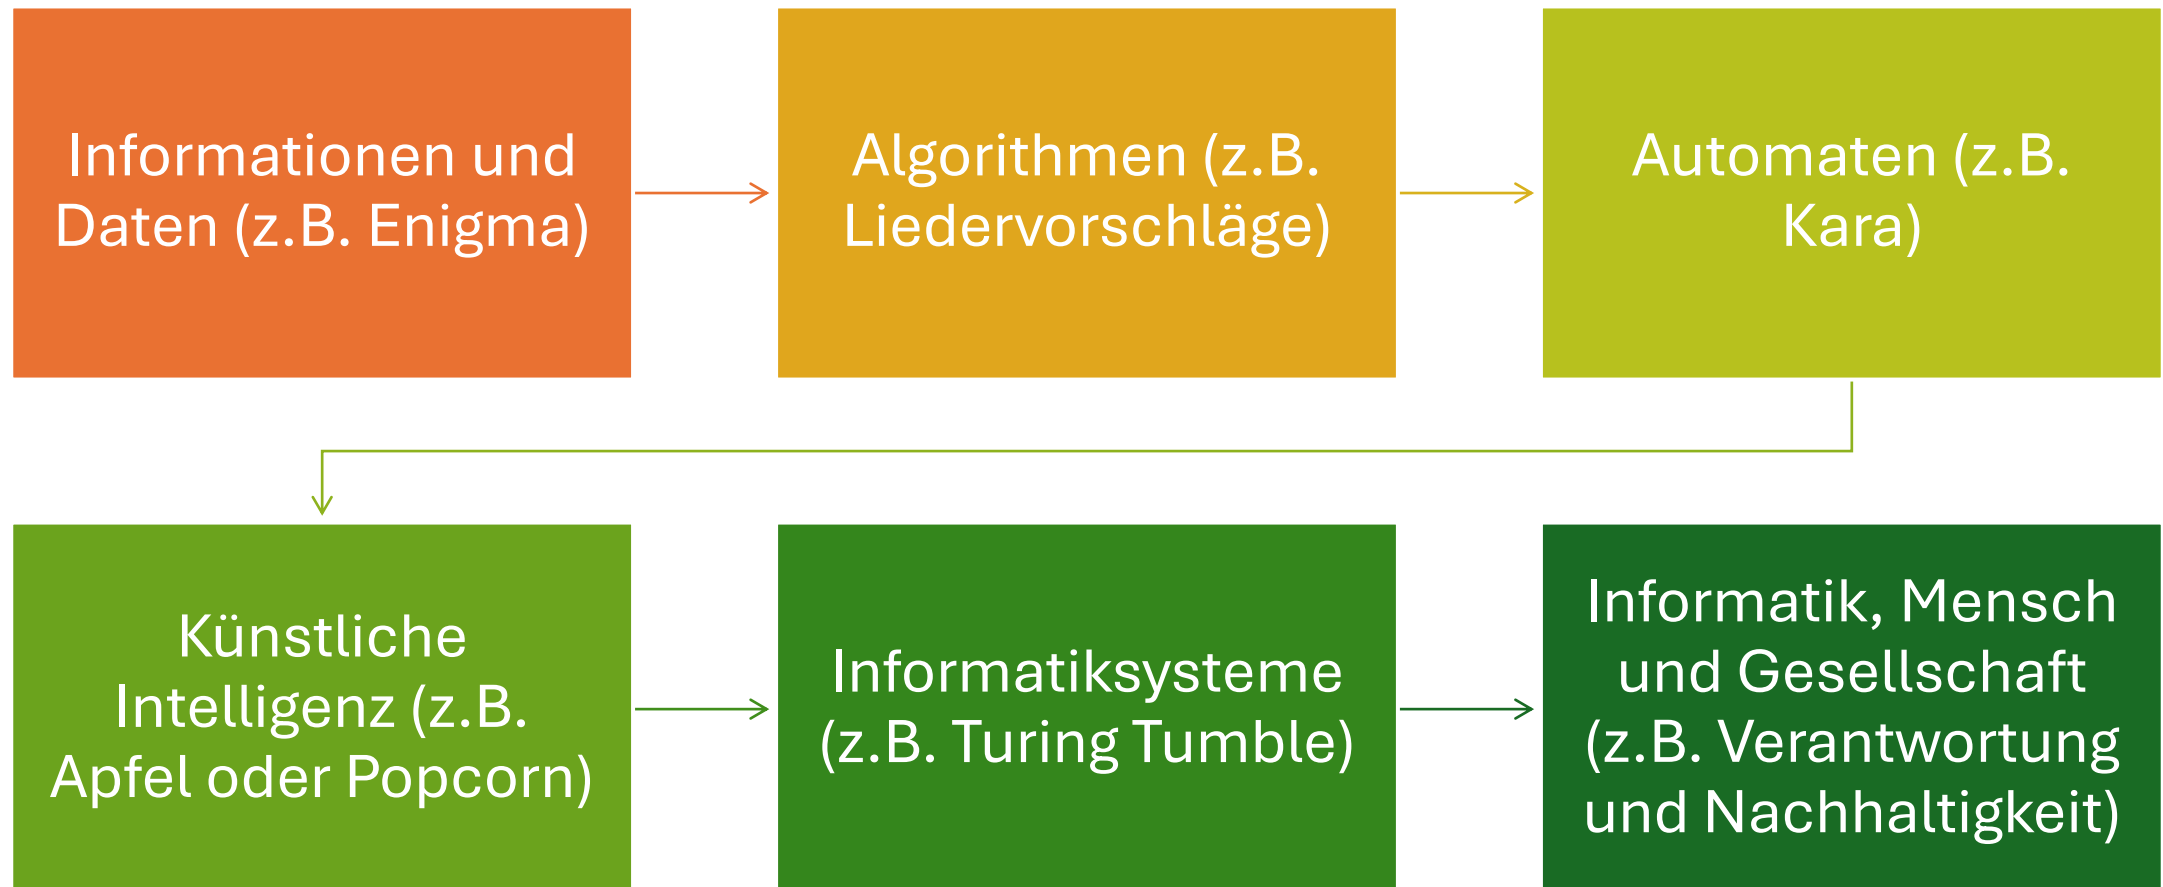 Informationen und
Daten (z.B. Enigma)
Algorithmen (z.B.
Liedervorschläge)
Automaten (z.B.
Kara)
Künstliche
Intelligenz (z.B.
Apfel oder Popcorn)
Informatiksysteme
(z.B. Turing Tumble)
Informatik, Mensch
und Gesellschaft
(z.B. Verantwortung
und Nachhaltigkeit)